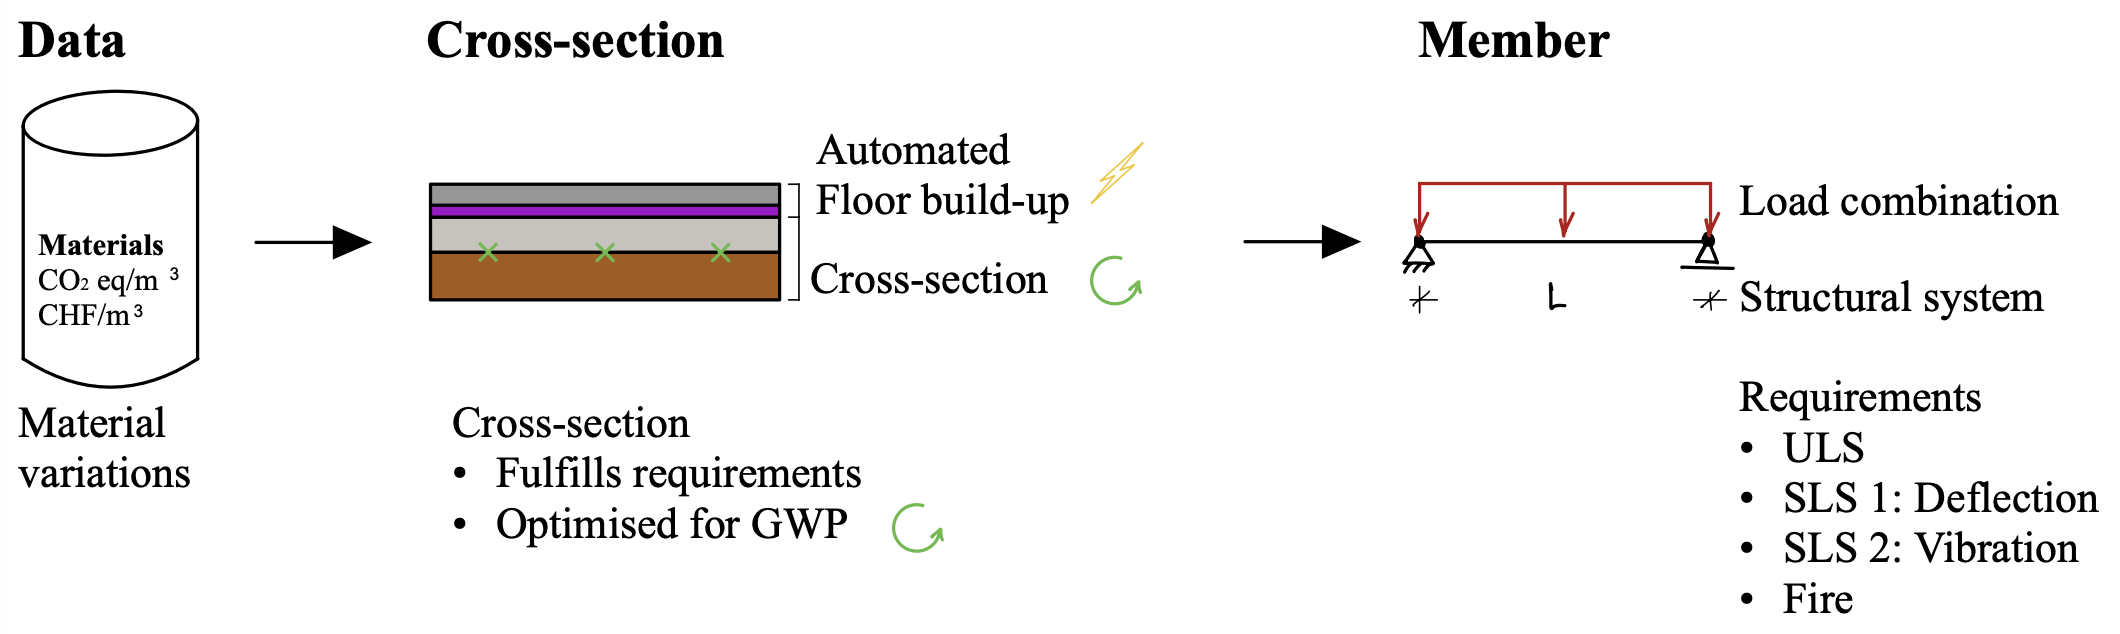 Data
Materials
CO₂ eq/m ³
CHF/m³
Material
variations
Cross-section
Automated
Floor build-up
Cross-section
Cross-section
• Fulfills requirements
• Optimised for GWP
Member
Load combination
L
Structural system
Requirements
• ULS
• SLS 1: Deflection
• SLS 2: Vibration
• Fire